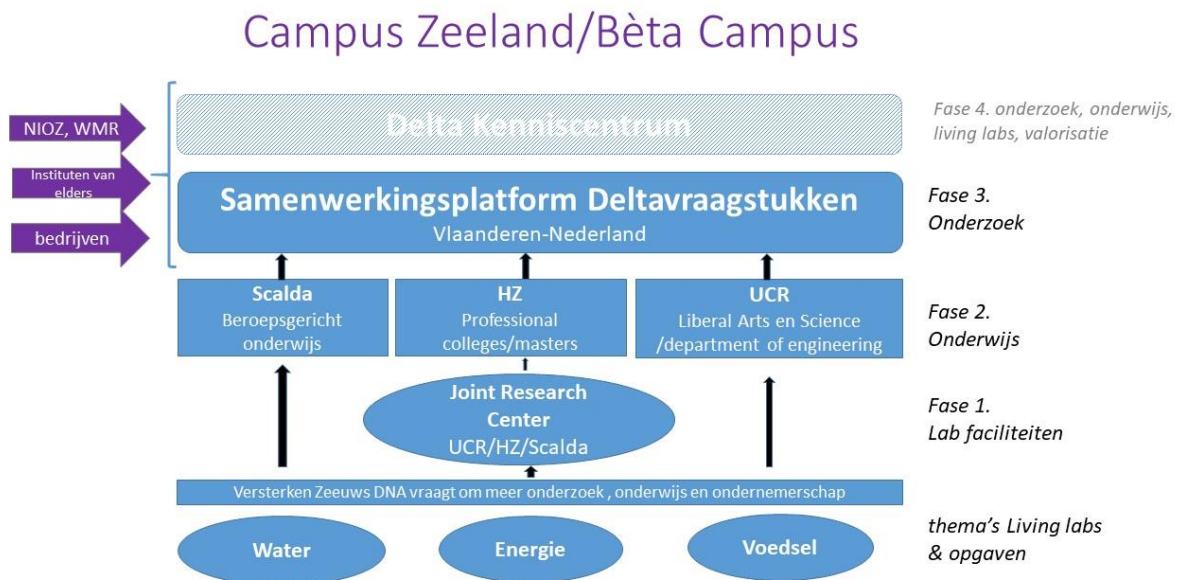 Campus Zeeland/Bèta Campus
NIOZ, WMR
Instituten van
elders
bedrijven
Delta Kenniscentrum
Fase 4. onderzoek, onderwijs,
living labs, valorisatie
Samenwerkingsplatform Deltavraagstukken
Vlaanderen-Nederland
Fase 3.
Onderzoek
Scalda
Beroepsgericht
onderwijs
HZ
Professional
colleges/masters
UCR
Liberal Arts en Science
/department of engineering
Fase 2.
Onderwijs
Joint Research
Center
UCR/HZ/Scalda
Fase 1.
Lab faciliteiten
Versterken Zeeuws DNA vraagt om meer onderzoek , onderwijs en ondernemerschap
Water
Energie
Voedsel
thema's Living labs
& opgaven